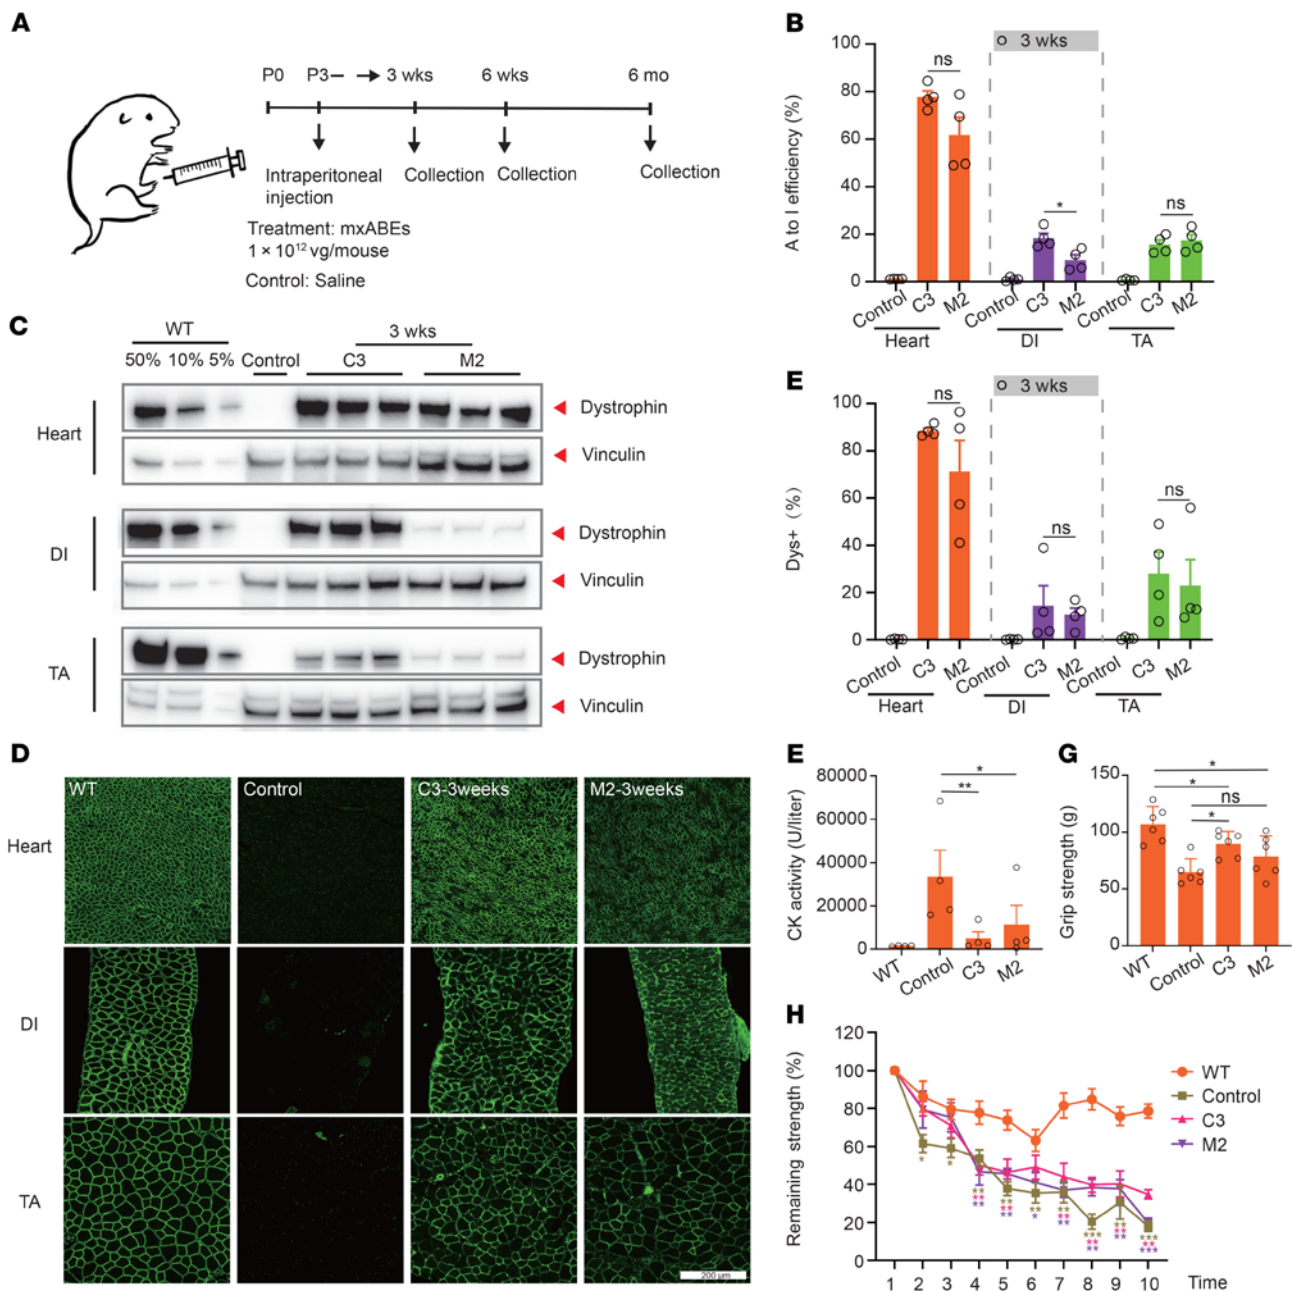 A
P0 P3 3 wks 6 wks 6 mo
Intraperitoneal
injection
Collection Collection Collection
Treatment: mxABEs
1 × 10¹² vg/mouse
Control: Saline
B
3 wks
A to I efficiency (%)
100
80
60
40
20
0
ns * ns
Control C3 M2 Control C3 M2 Control C3 M2
Heart DI TA
C
WT 3 wks
50% 10% 5% Control C3 M2
Heart
Dystrophin
Vinculin
DI
Dystrophin
Vinculin
TA
Dystrophin
Vinculin
E
3 wks
Dys+ (%)
100
80
60
40
20
0
ns ns ns
Control C3 M2 Control C3 M2 Control C3 M2
Heart DI TA
D
WT Control C3-3weeks M2-3weeks
Heart
DI
TA
200 μm
E
CK activity (U/liter)
80000
60000
40000
20000
0
*
**
WT Control C3 M2
G
Grip strength (g)
150
100
50
0
*
*
ns
*
WT Control C3 M2
H
Remaining strength (%)
120
100
80
60
40
20
0
WT
Control
C3
M2
* * ** ** ** ** ** ** ** * ** ** ** *** ** ** ** ** ** *** ** ***
1 2 3 4 5 6 7 8 9 10 Time